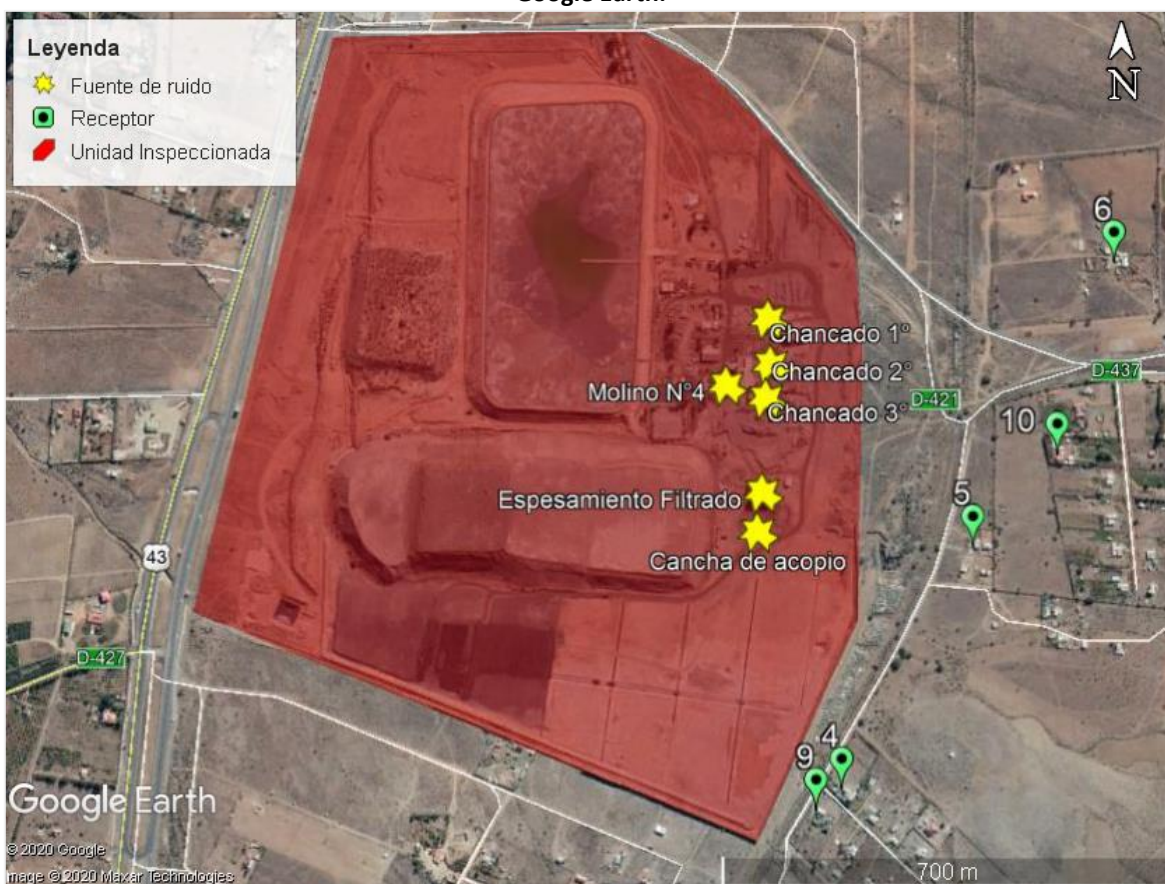 Google Earth.
Leyenda
Fuente de ruido
Receptor
Unidad Inspeccionada
N
6
Chancado 1°
Chancado 2°
D-437
Molino N°4
D-421
Chancado 3°
10
Espesamiento Filtrado
5
Cancha de acopio
43
D-427
9
4
Google Earth
© 2020 Google
Image © 2020 Maxar Technologies
700 m